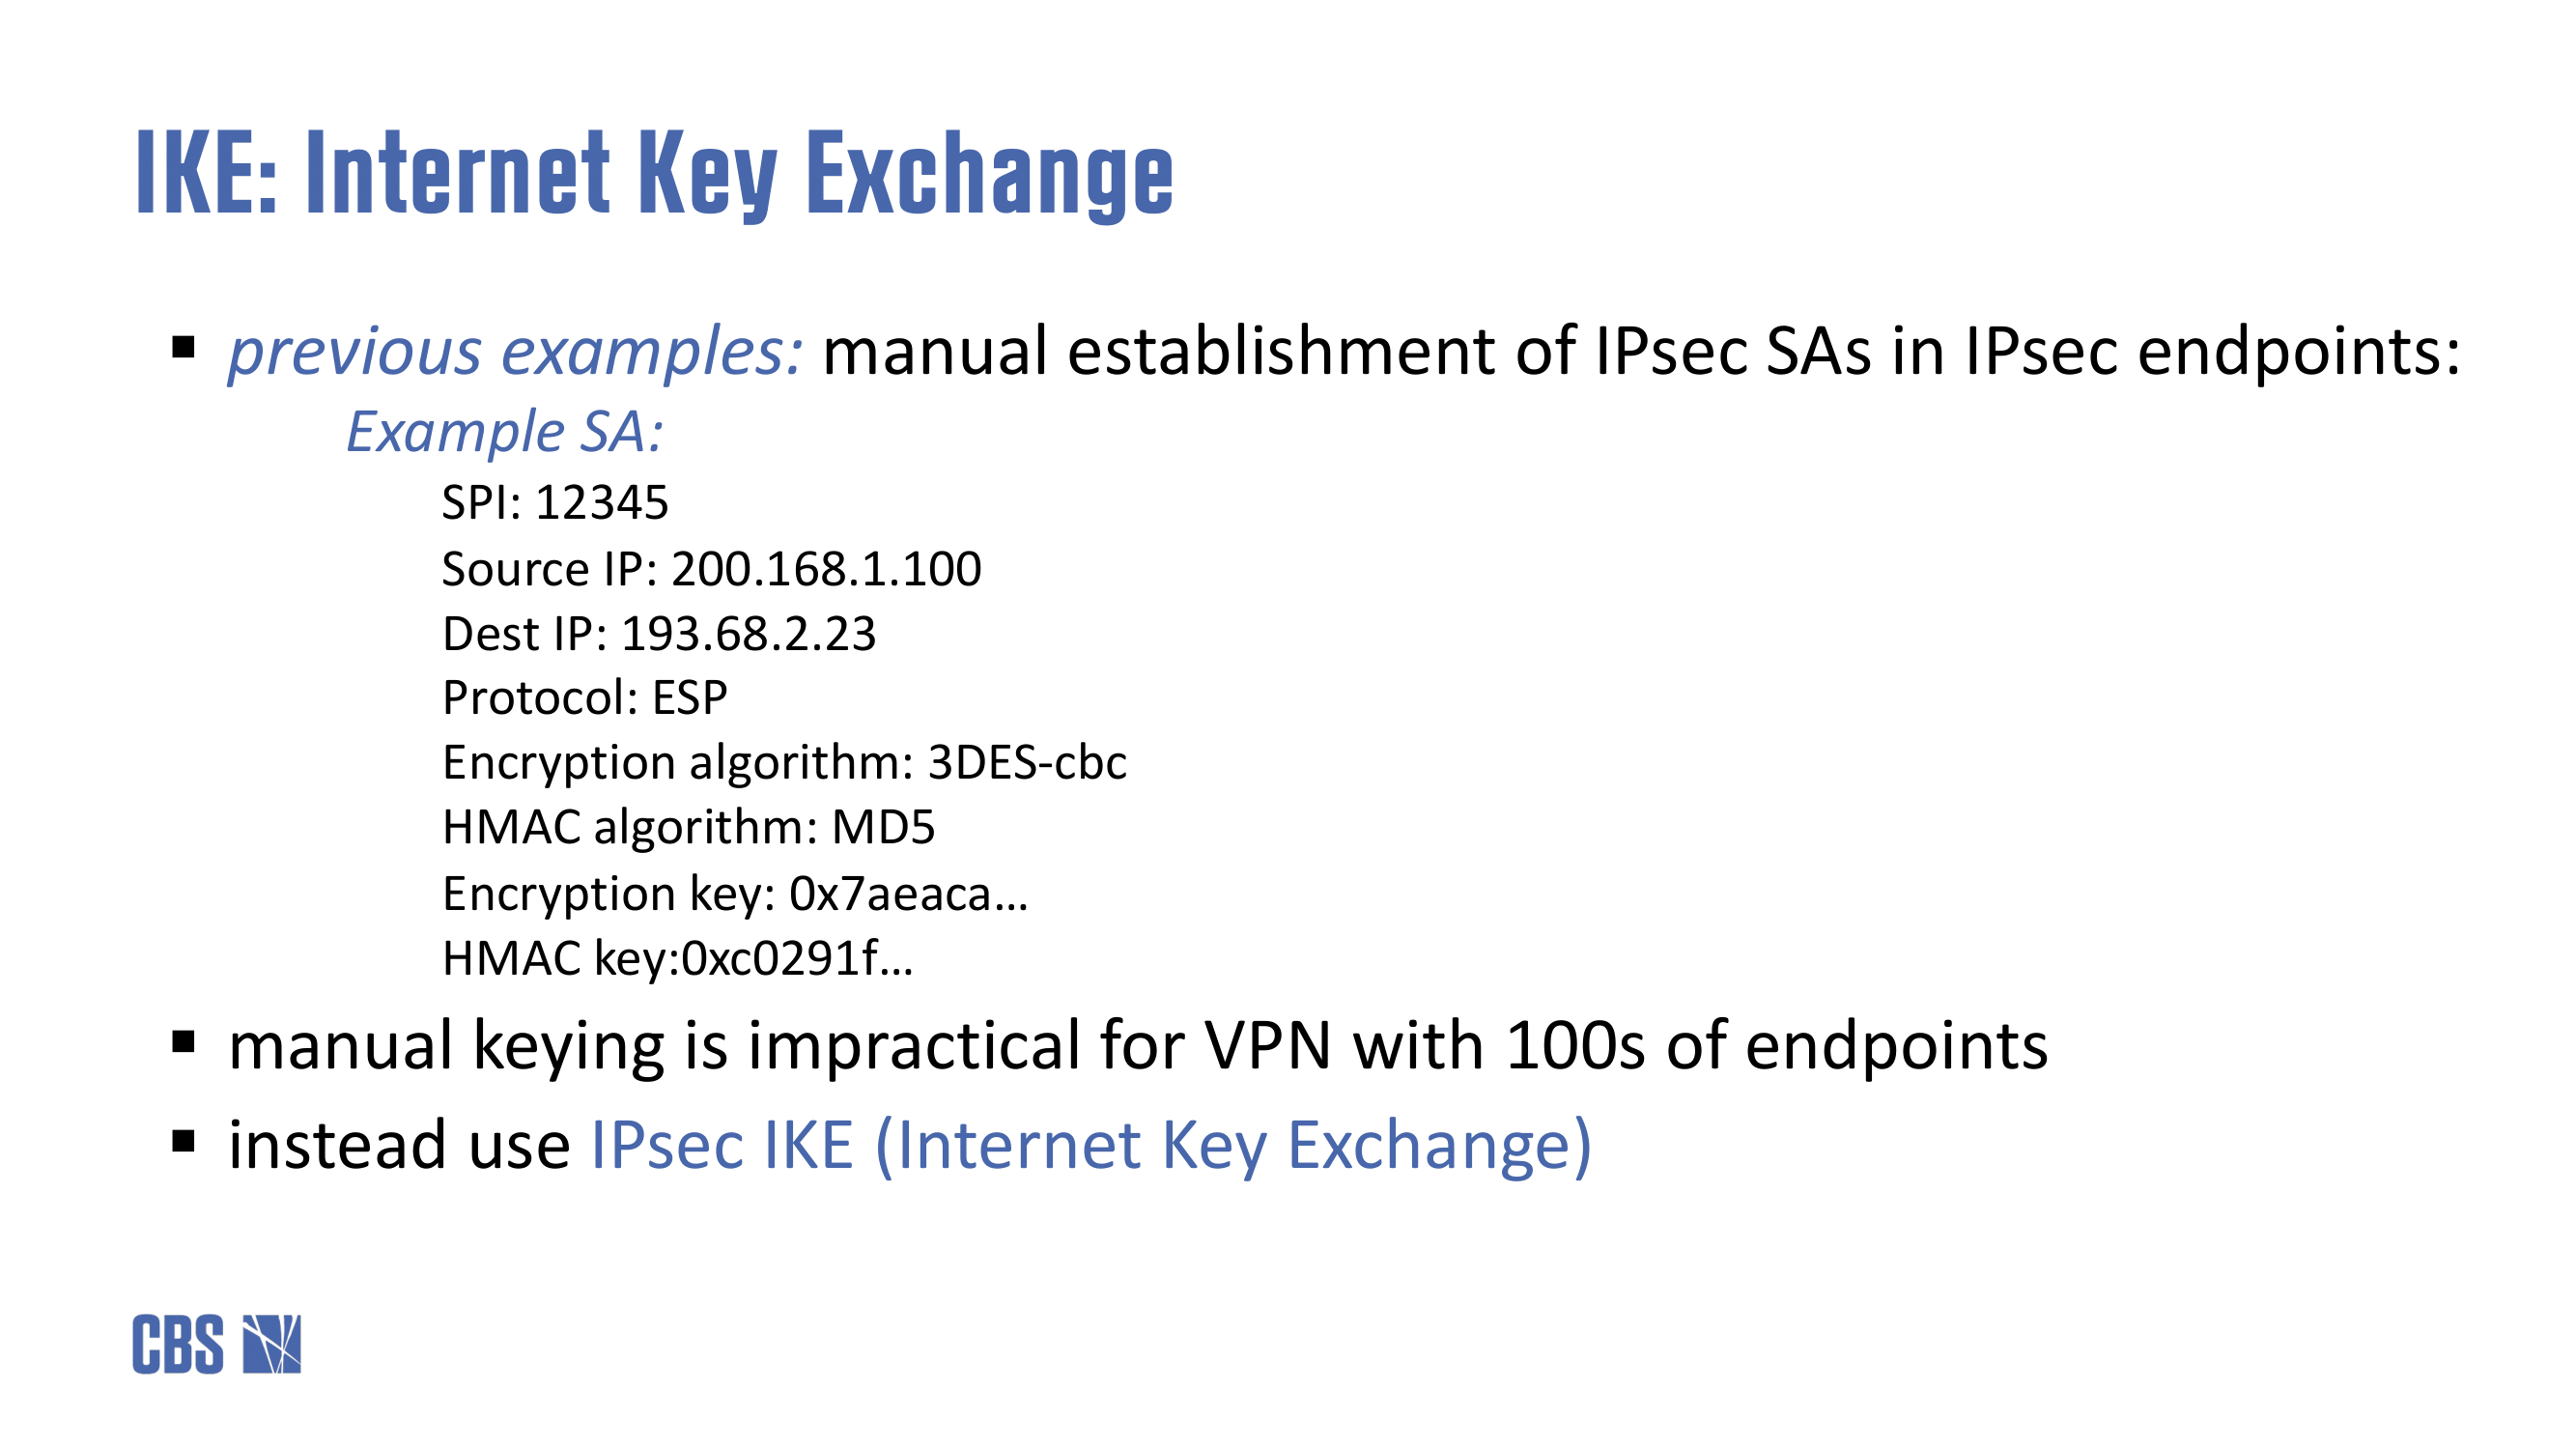 IKE: Internet Key Exchange
▪ previous examples: manual establishment of IPsec SAs in IPsec endpoints:
Example SA:
SPI: 12345
Source IP: 200.168.1.100
Dest IP: 193.68.2.23
Protocol: ESP
Encryption algorithm: 3DES-cbc
HMAC algorithm: MD5
Encryption key: 0x7aeaca…
HMAC key:0xc0291f…
▪ manual keying is impractical for VPN with 100s of endpoints
▪ instead use IPsec IKE (Internet Key Exchange)
CBS